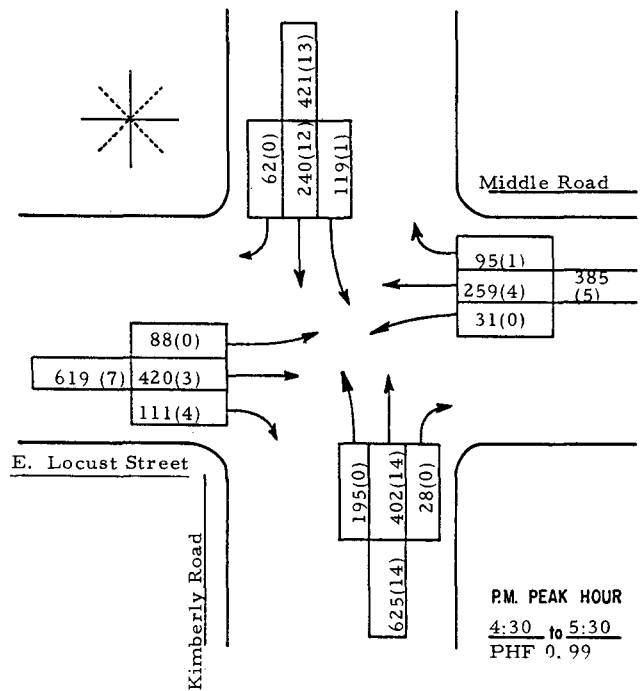 421(13)
62(0)
240(12)
119(1)
Middle Road
95(1)
259(4)
385
(5)
31(0)
88(0)
619 (7)
420(3)
111(4)
E. Locust Street
195(0)
402(14)
28(0)
625(14)
Kimberly Road
P.M. PEAK HOUR
4:30 to 5:30
PHF 0.99